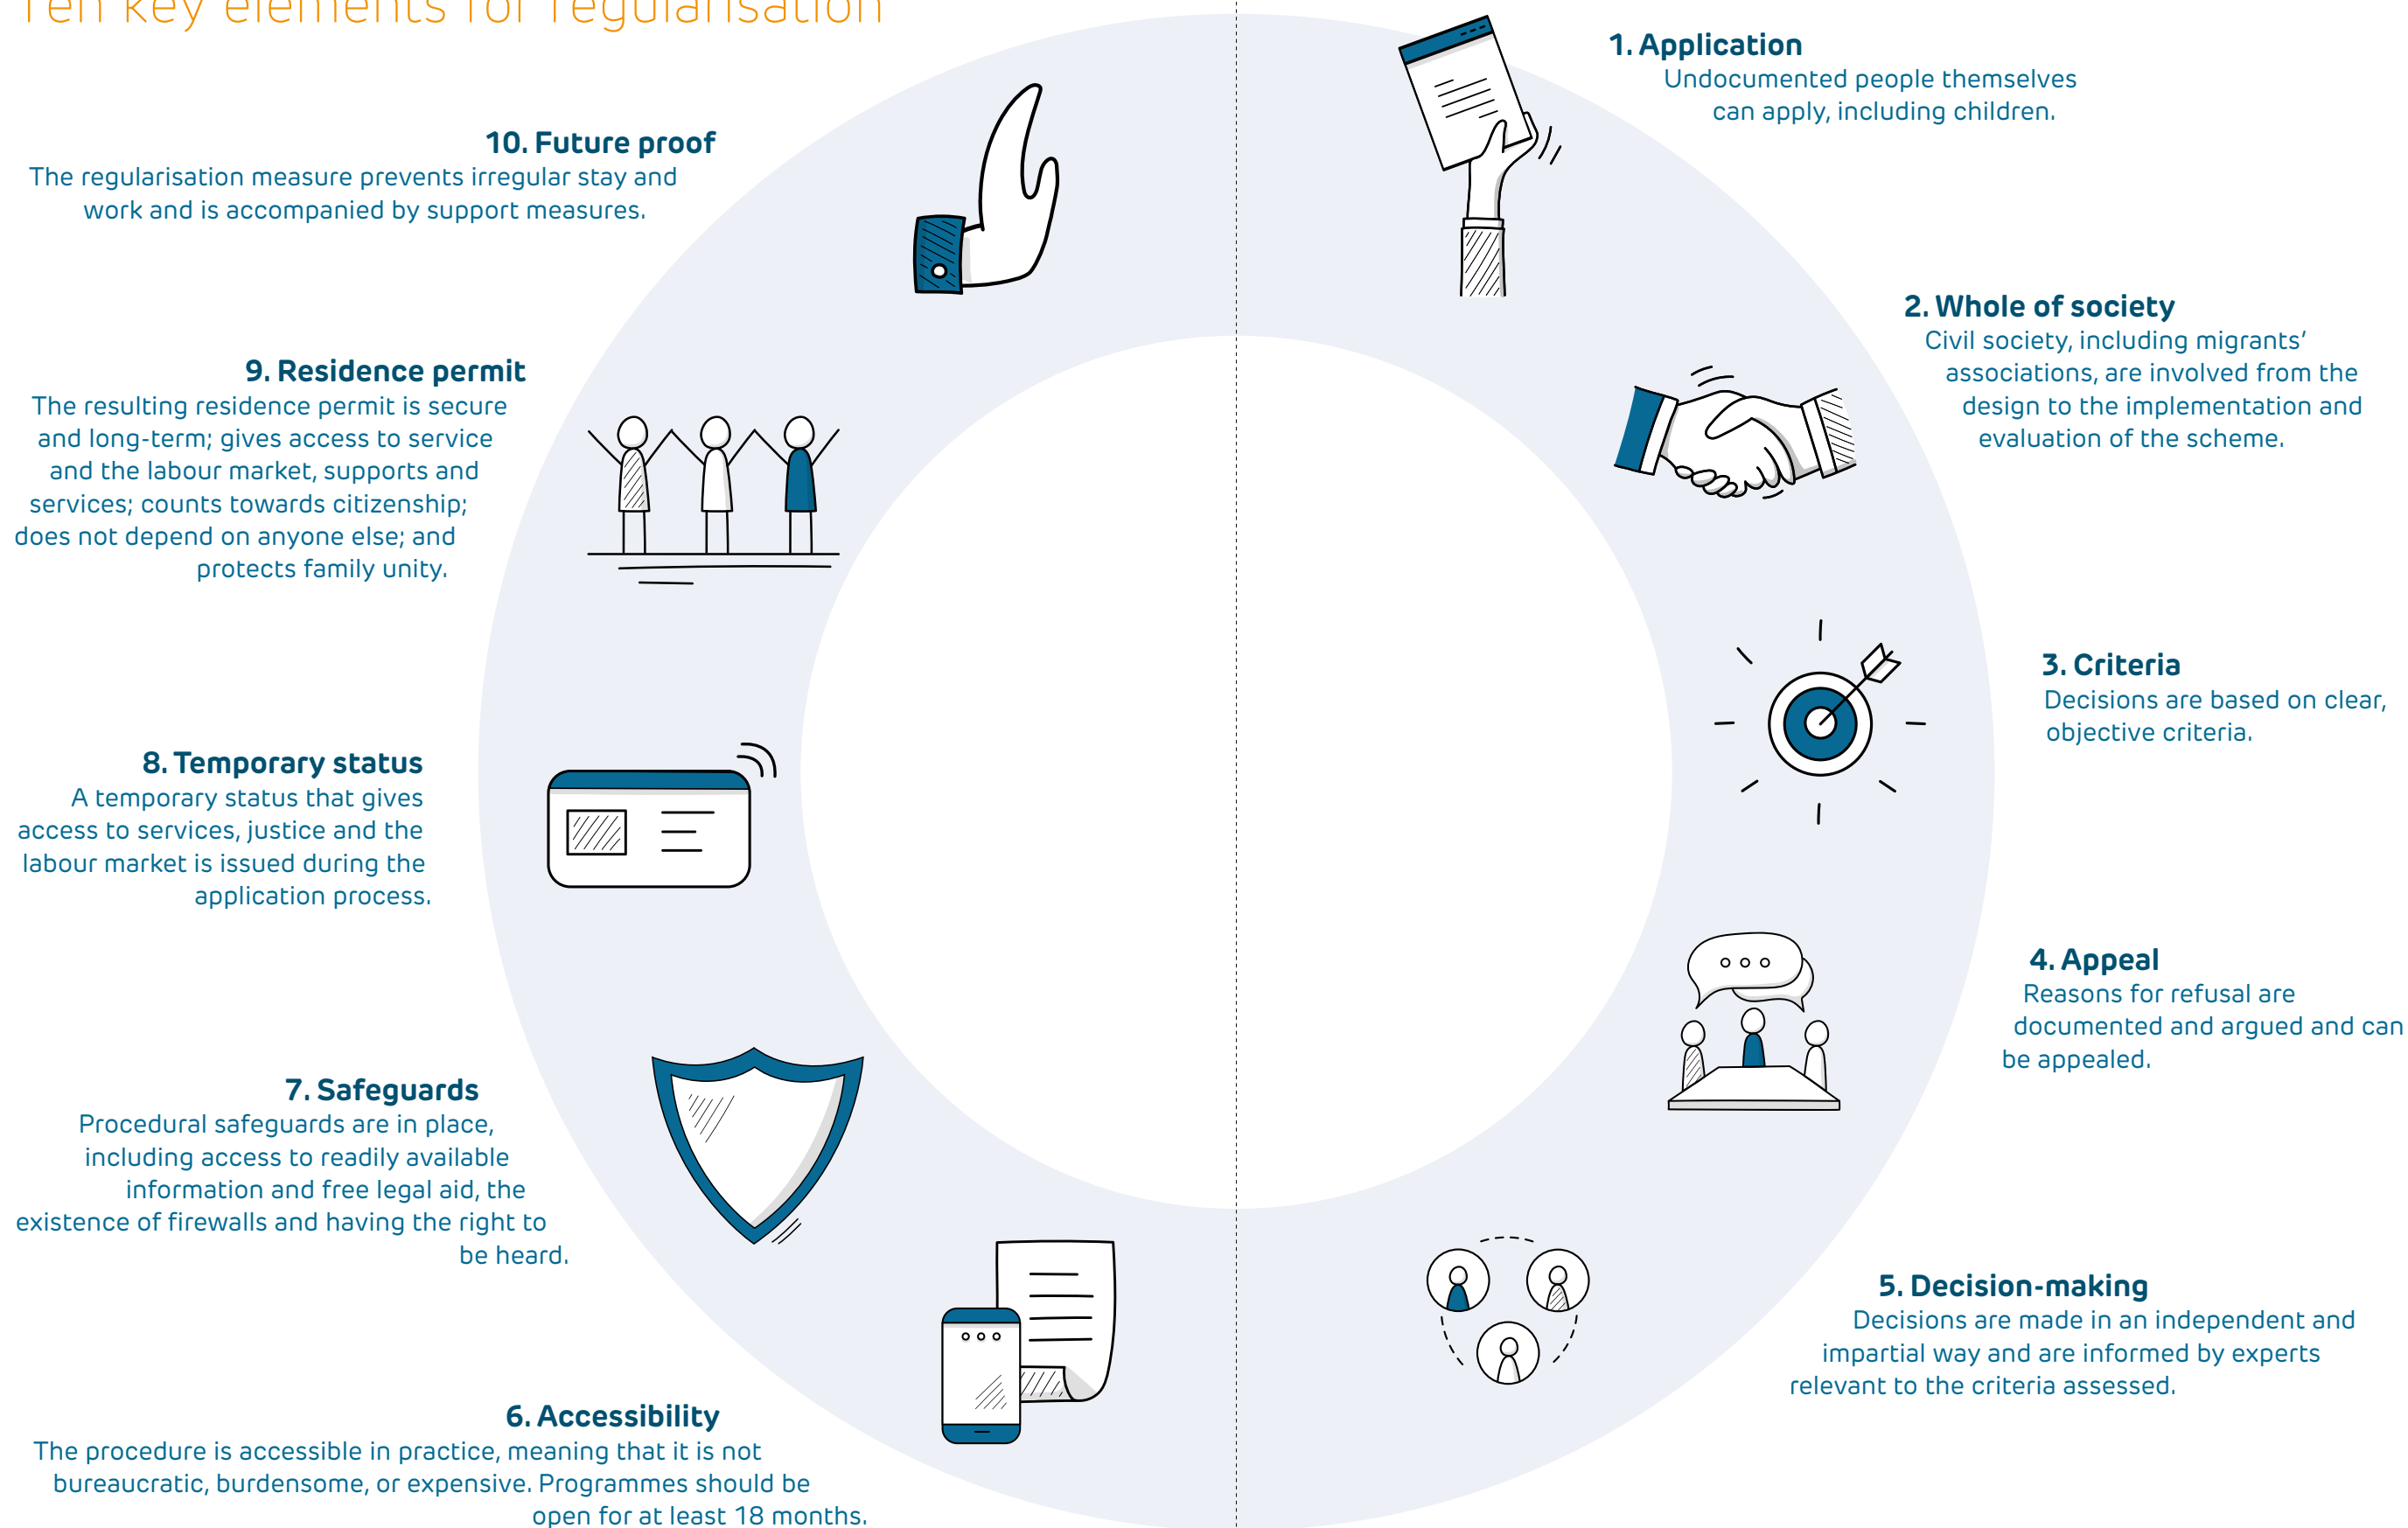 Ten key elements for regularisation
1. Application
Undocumented people themselves
can apply, including children.
2. Whole of society
Civil society, including migrants’
associations, are involved from the
design to the implementation and
evaluation of the scheme.
3. Criteria
Decisions are based on clear,
objective criteria.
4. Appeal
Reasons for refusal are
documented and argued and can
be appealed.
5. Decision-making
Decisions are made in an independent and
impartial way and are informed by experts
relevant to the criteria assessed.
6. Accessibility
The procedure is accessible in practice, meaning that it is not
bureaucratic, burdensome, or expensive. Programmes should be
open for at least 18 months.
7. Safeguards
Procedural safeguards are in place,
including access to readily available
information and free legal aid, the
existence of firewalls and having the right to
be heard.
8. Temporary status
A temporary status that gives
access to services, justice and the
labour market is issued during the
application process.
9. Residence permit
The resulting residence permit is secure
and long-term; gives access to service
and the labour market, supports and
services; counts towards citizenship;
does not depend on anyone else; and
protects family unity.
10. Future proof
The regularisation measure prevents irregular stay and
work and is accompanied by support measures.